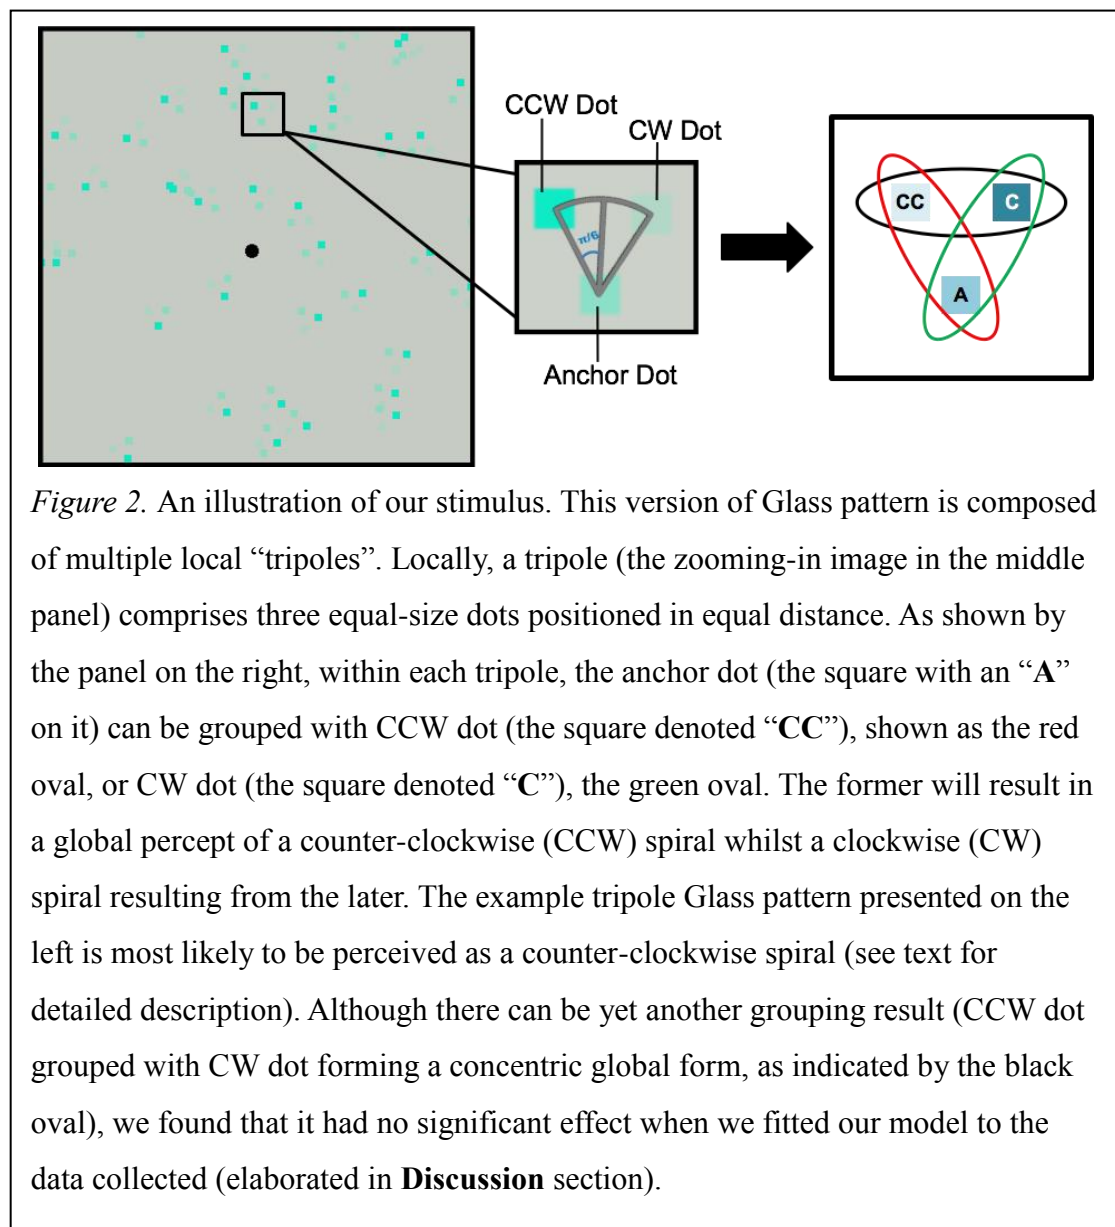 CCW Dot
CW Dot
π/6
Anchor Dot
CC
C
A
Figure 2. An illustration of our stimulus. This version of Glass pattern is composed
of multiple local “tripoles”. Locally, a tripole (the zooming-in image in the middle
panel) comprises three equal-size dots positioned in equal distance. As shown by
the panel on the right, within each tripole, the anchor dot (the square with an “A”
on it) can be grouped with CCW dot (the square denoted “CC”), shown as the red
oval, or CW dot (the square denoted “C”), the green oval. The former will result in
a global percept of a counter-clockwise (CCW) spiral whilst a clockwise (CW)
spiral resulting from the later. The example tripole Glass pattern presented on the
left is most likely to be perceived as a counter-clockwise spiral (see text for
detailed description). Although there can be yet another grouping result (CCW dot
grouped with CW dot forming a concentric global form, as indicated by the black
oval), we found that it had no significant effect when we fitted our model to the
data collected (elaborated in Discussion section).